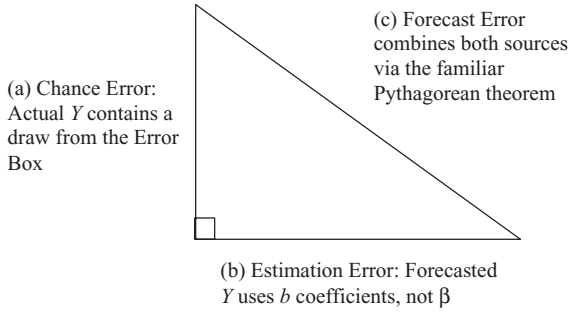 (a) Chance Error:
Actual Y contains a
draw from the Error
Box
(c) Forecast Error
combines both sources
via the familiar
Pythagorean theorem
(b) Estimation Error: Forecasted
Y uses b coefficients, not β